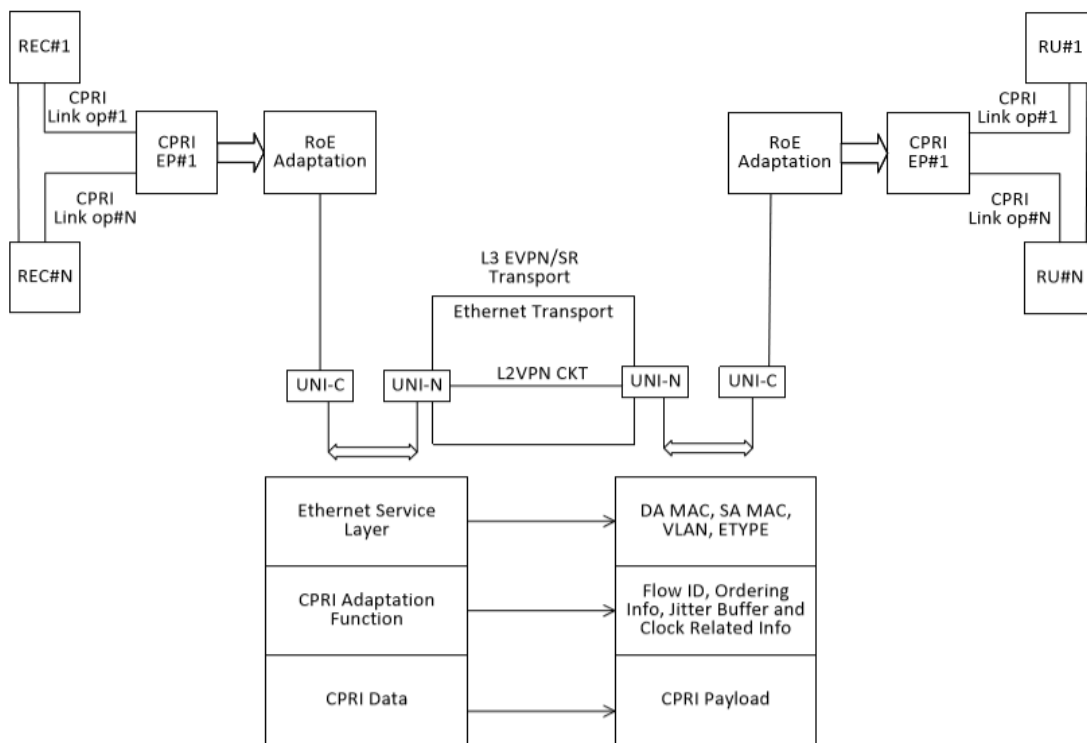 REC#1
CPRI
Link op#1
CPRI
EP#1
RoE
Adaptation
CPRI
Link op#N
REC#N
RU#1
CPRI
Link op#1
RoE
Adaptation
CPRI
EP#1
CPRI
Link op#N
RU#N
L3 EVPN/SR
Transport
Ethernet Transport
UNI-C
UNI-N
L2VPN CKT
UNI-N
UNI-C
Ethernet Service
Layer
DA MAC, SA MAC,
VLAN, ETYPE
CPRI Adaptation
Function
Flow ID, Ordering
Info, Jitter Buffer and
Clock Related Info
CPRI Data
CPRI Payload